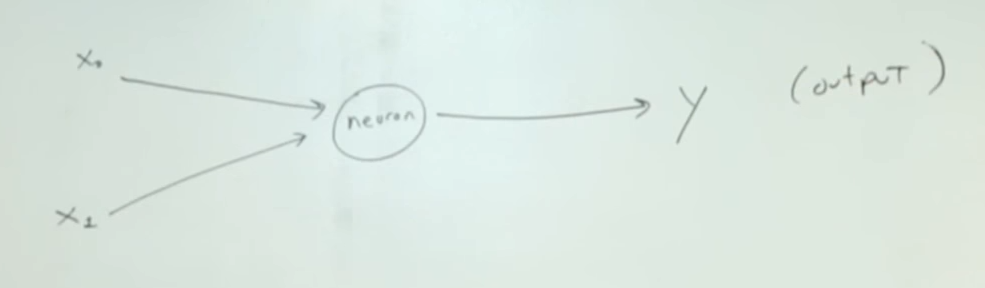 x₀
neuron
y (output)
x₁